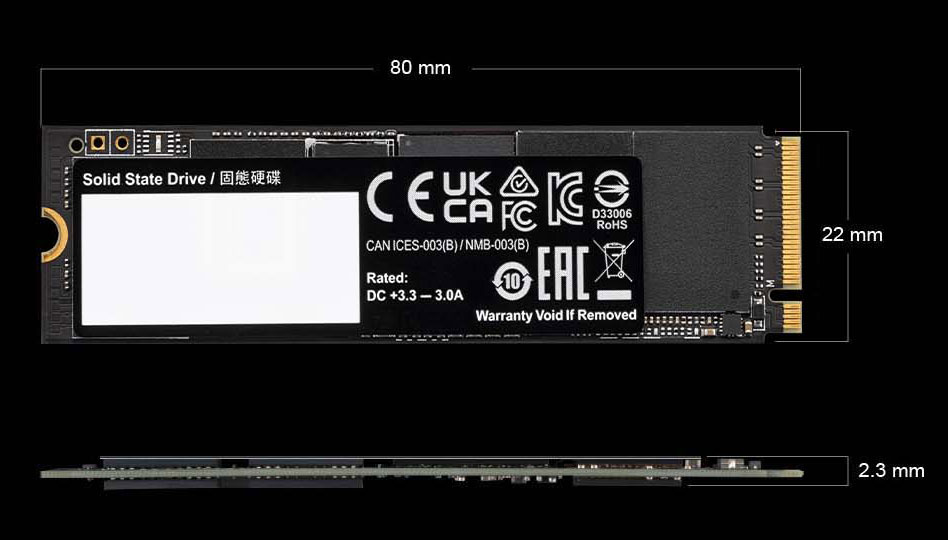 80 mm
Solid State Drive / 固態硬碟
UK
CA
FC
KC
D33006
RoHS
22 mm
CAN ICES-003(B) / NMB-003(B)
10
EAC
Rated:
DC +3.3 — 3.0A
Warranty Void If Removed
M
2.3 mm